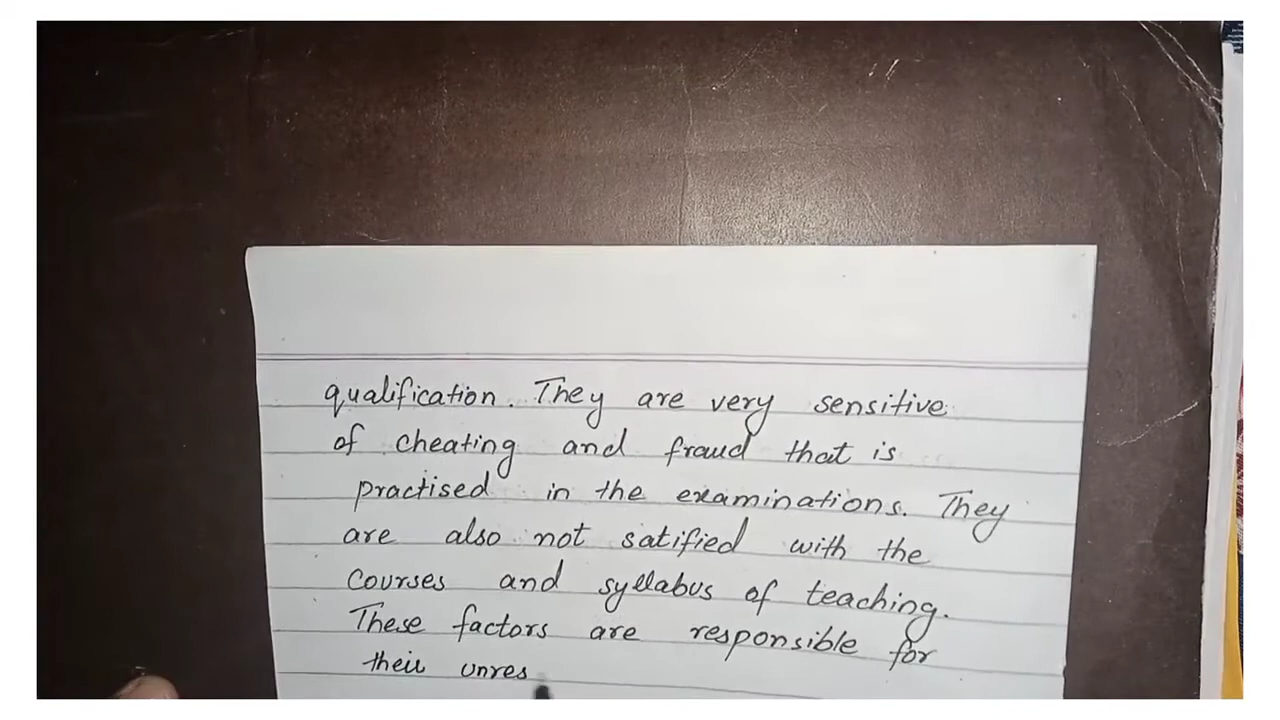 qualification. They are very sensitive
of cheating and fraud that is
practised in the examinations. They
are also not satified with the
courses and syllabus of teaching.
These factors are responsible for
their unres